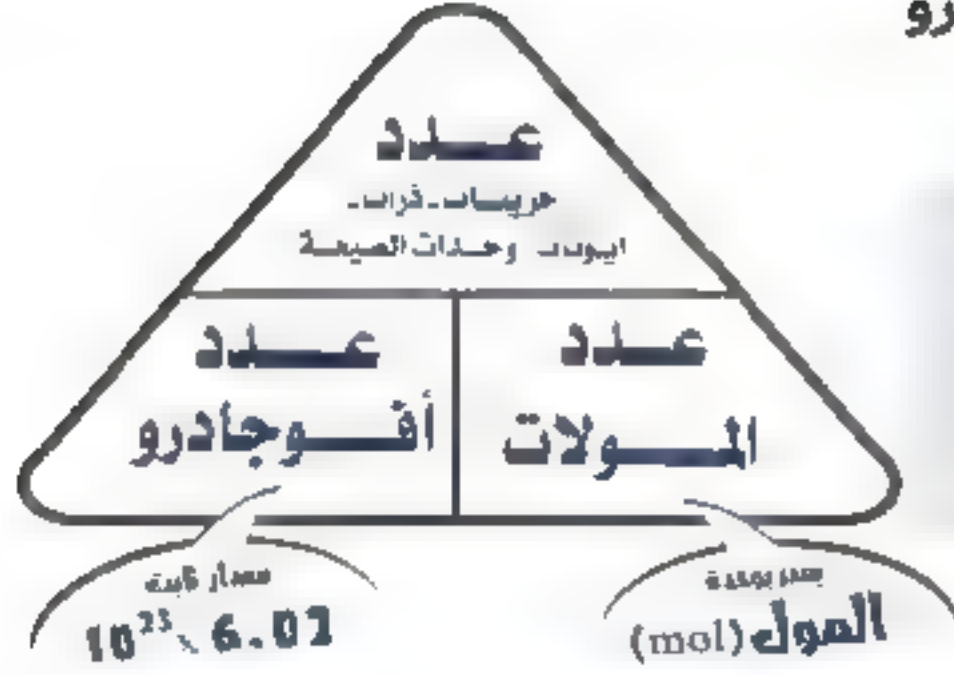 عدد
جزيئات - ذرات -
أيونات - وحدات الصيغة
عدد
المولات
عدد
أفوجادرو
يقدر بوحدة
المول (mol)
مقدار ثابت
6.02 × 10²³